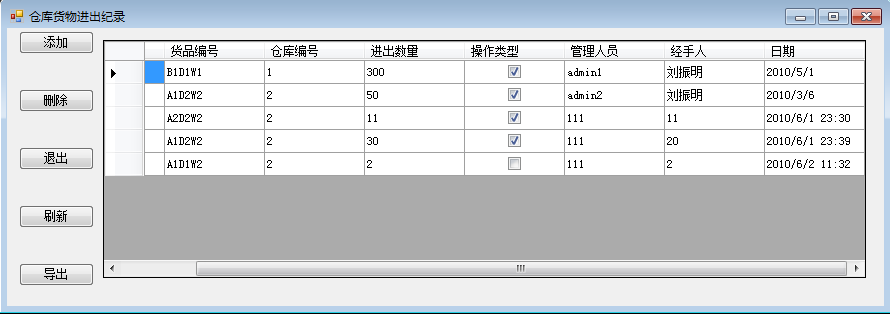 仓库货物进出纪录
添加
删除
退出
刷新
导出
货品编号 仓库编号 进出数量 操作类型 管理人员 经手人 日期
B1D1W1 1 300 admin1 刘振明 2010/5/1
A1D2W2 2 50 admin2 刘振明 2010/3/6
A2D2W2 2 11 111 11 2010/6/1 23:30
A1D2W2 2 30 111 20 2010/6/1 23:39
A1D1W2 2 2 111 2 2010/6/2 11:32